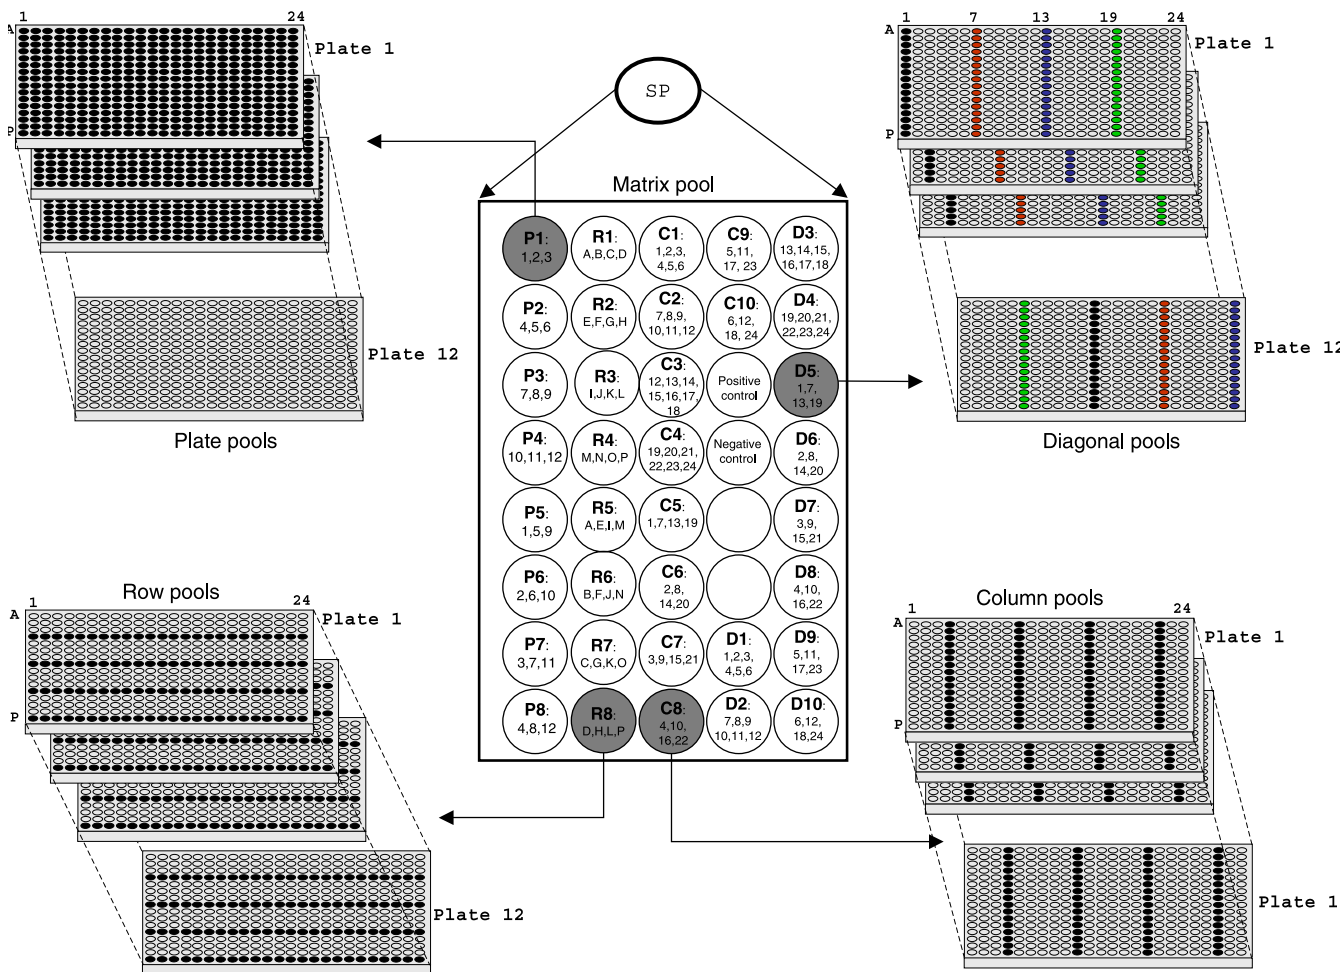 1 24
A
Plate 1
P
Plate 12
Plate pools
SP
Matrix pool
P1:
1,2,3
R1:
A,B,C,D
C1:
1,2,3,
4,5,6
C9:
5,11,
17, 23
D3:
13,14,15,
16,17,18
P2:
4,5,6
R2:
E,F,G,H
C2:
7,8,9,
10,11,12
C10:
6,12,
18, 24
D4:
19,20,21,
22,23,24
P3:
7,8,9
R3:
I,J,K,L
C3:
12,13,14,
15,16,17,
18
Positive
control
D5:
1,7,
13,19
P4:
10,11,12
R4:
M,N,O,P
C4:
19,20,21,
22,23,24
Negative
control
D6:
2,8,
14,20
P5:
1,5,9
R5:
A,E,I,M
C5:
1,7,13,19
D7:
3,9,
15,21
P6:
2,6,10
R6:
B,F,J,N
C6:
2,8,
14,20
D8:
4,10,
16,22
P7:
3,7,11
R7:
C,G,K,O
C7:
3,9,15,21
D1:
1,2,3,
4,5,6
D9:
5,11,
17,23
P8:
4,8,12
R8:
D,H,L,P
C8:
4,10,
16,22
D2:
7,8,9
10,11,12
D10:
6,12,
18,24
1 7 13 19 24
A
Plate 1
P
Plate 12
Diagonal pools
Row pools
1 24
A
Plate 1
P
Plate 12
Column pools
1 24
A
Plate 1
P
Plate 1